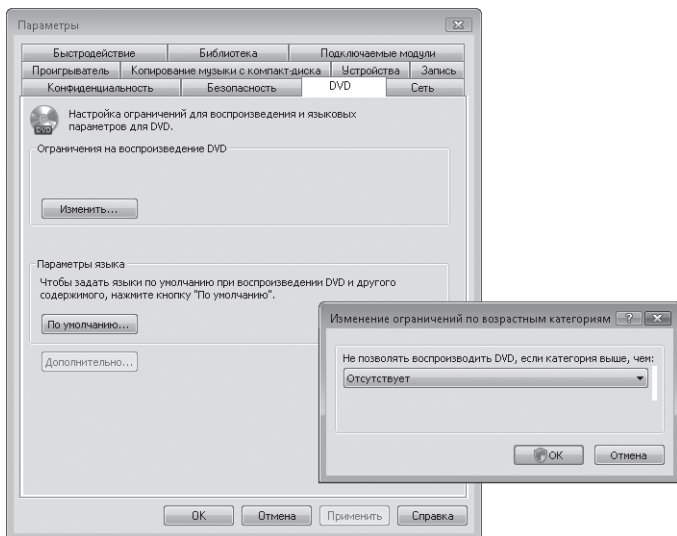 Параметры
Быстродействие Библиотека Подключаемые модули
Проигрыватель Копирование музыки с компакт-диска Устройства Запись
Конфиденциальность Безопасность DVD Сеть
DVD
Настройка ограничений для воспроизведения и языковых
параметров для DVD.
Ограничения на воспроизведение DVD
Изменить...
Параметры языка
Чтобы задать языки по умолчанию при воспроизведении DVD и другого
содержимого, нажмите кнопку "По умолчанию".
По умолчанию...
Дополнительно...
OK Отмена Применить Справка
Изменение ограничений по возрастным категориям ?
Не позволять воспроизводить DVD, если категория выше, чем:
Отсутствует
OK Отмена